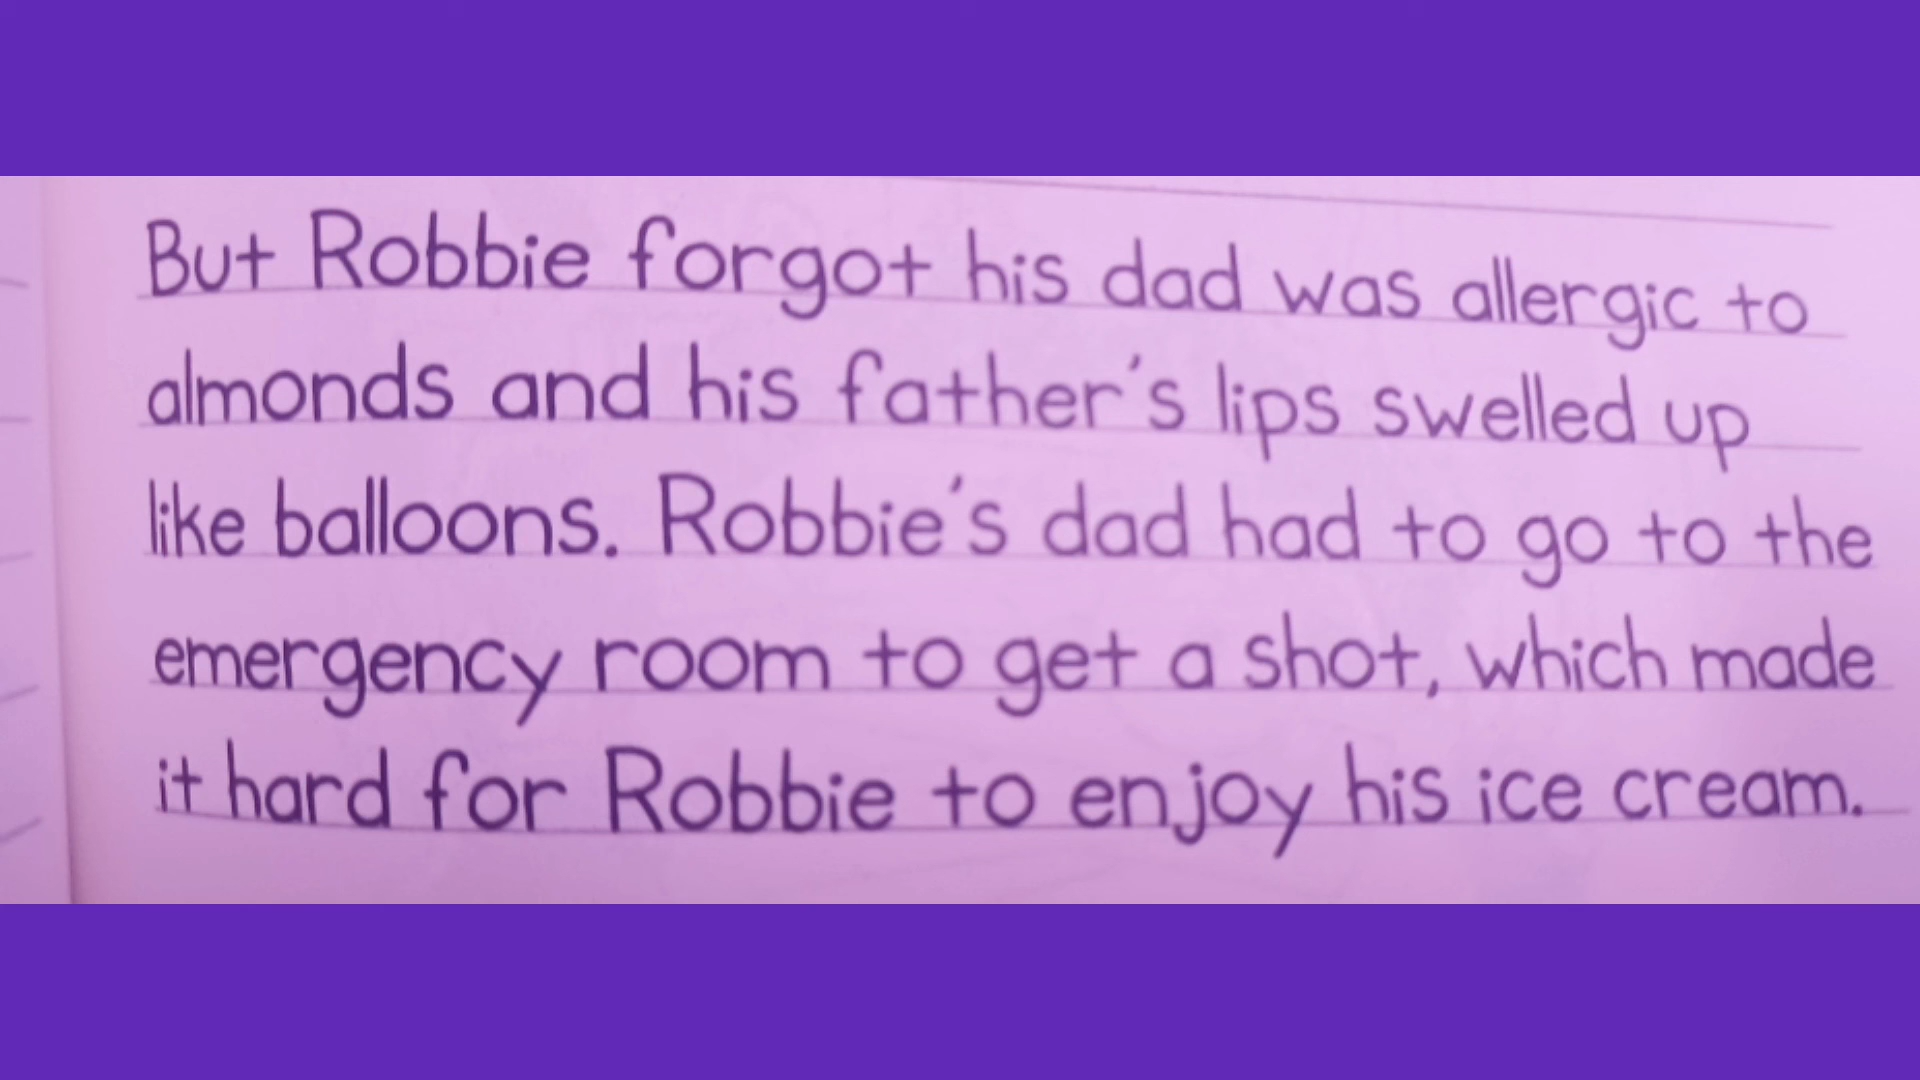 But Robbie forgot his dad was allergic to
almonds and his father's lips swelled up
like balloons. Robbie's dad had to go to the
emergency room to get a shot, which made
it hard for Robbie to enjoy his ice cream.